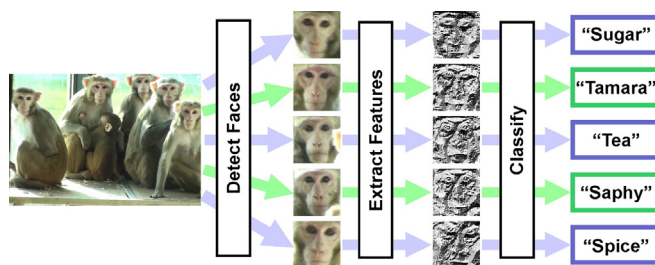 Detect Faces
Extract Features
Classify
“Sugar”
“Tamara”
“Tea”
“Saphy”
“Spice”